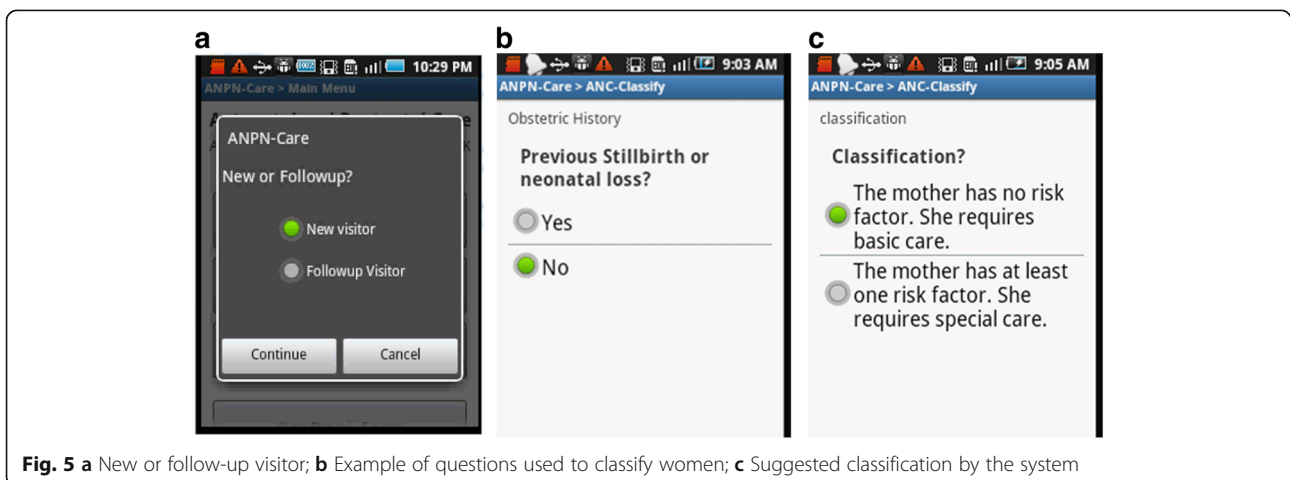 a
10:29 PM
ANPN-Care > Main Menu
ANPN-Care
New or Followup?
New visitor
Followup Visitor
Continue
Cancel
b
9:03 AM
ANPN-Care > ANC-Classify
Obstetric History
Previous Stillbirth or
neonatal loss?
Yes
No
c
9:05 AM
ANPN-Care > ANC-Classify
classification
Classification?
The mother has no risk
factor. She requires
basic care.
The mother has at least
one risk factor. She
requires special care.
Fig. 5 a New or follow-up visitor; b Example of questions used to classify women; c Suggested classification by the system